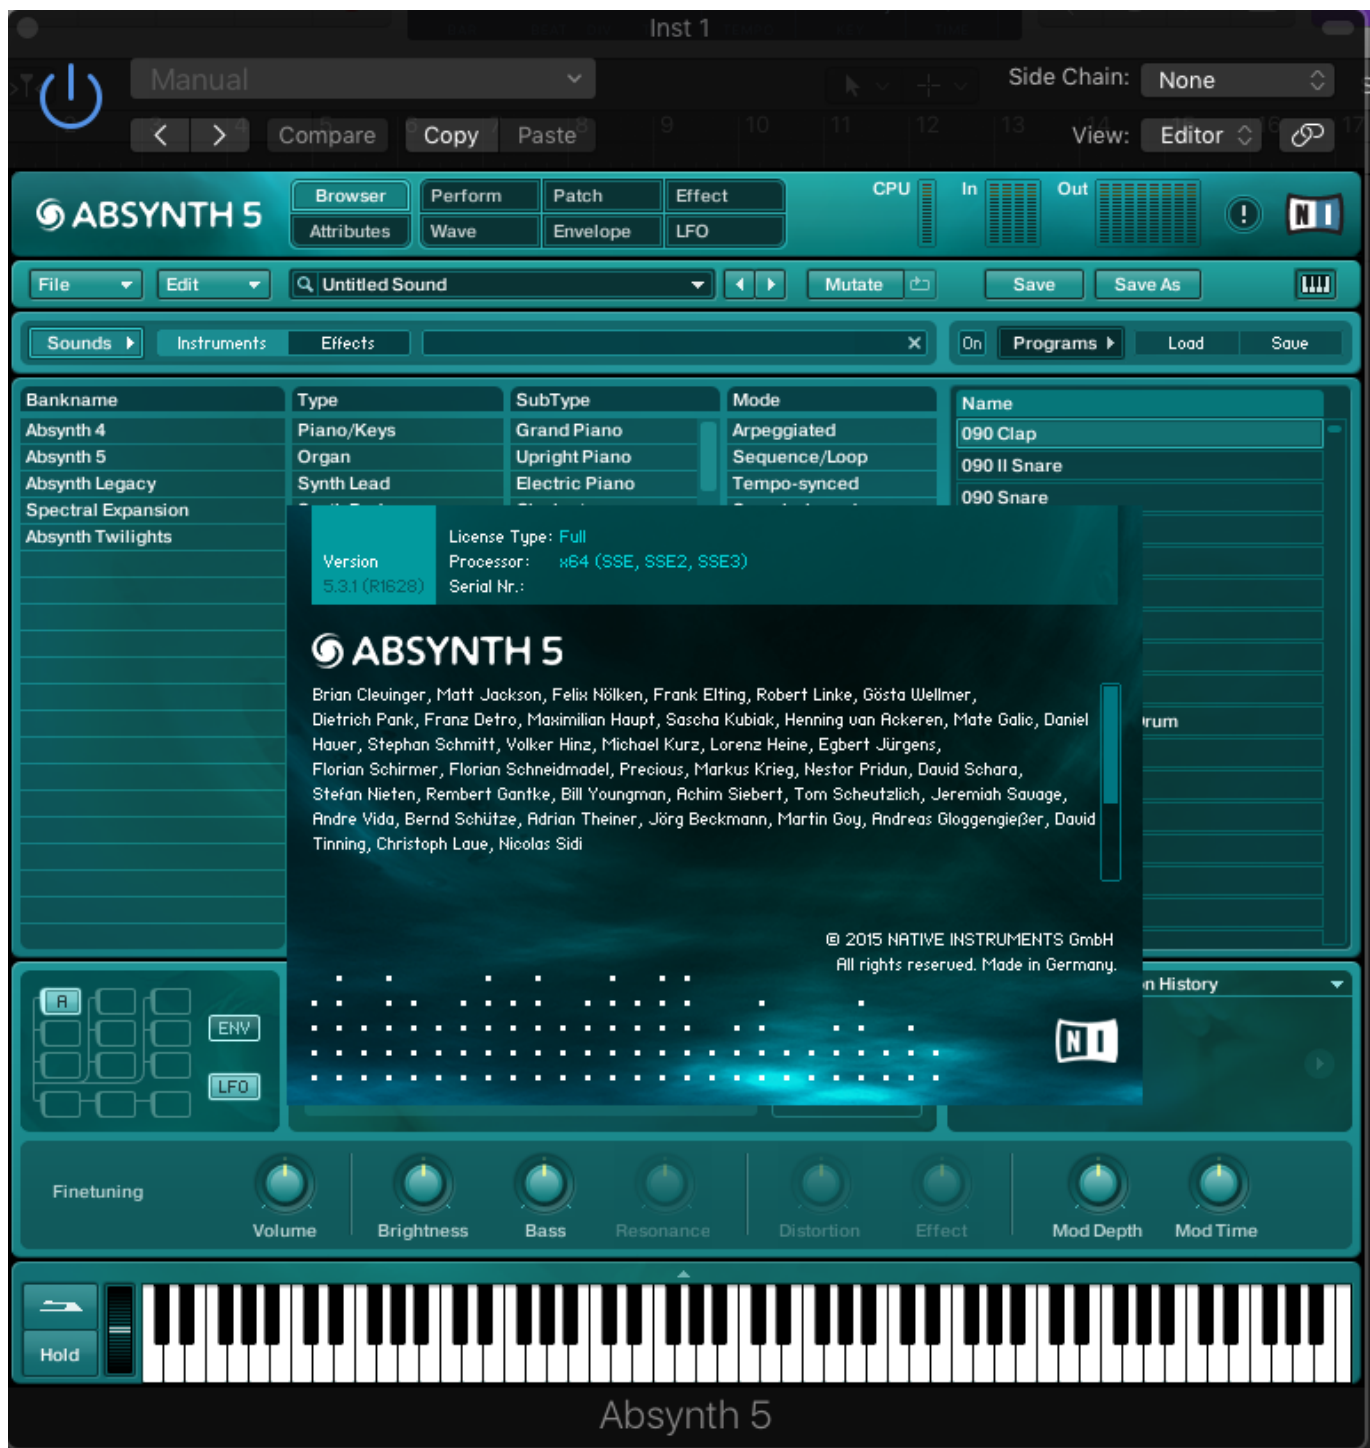 Inst 1
Manual
Side Chain: None
Compare Copy Paste
View: Editor
9 10 11 12 13
ABSYNTH 5
Browser Perform Patch Effect
Attributes Wave Envelope LFO
CPU In Out
NI
File Edit Untitled Sound Mutate Save Save As
Sounds Instruments Effects On Programs Load Save
Bankname Type SubType Mode Name
Absynth 4 Piano/Keys Grand Piano Arpeggiated 090 Clap
Absynth 5 Organ Upright Piano Sequence/Loop 090 II Snare
Absynth Legacy Synth Lead Electric Piano Tempo-synced 090 Snare
Spectral Expansion
Absynth Twilights
License Type: Full
Version Processor: x64 (SSE, SSE2, SSE3)
5.3.1 (R1628) Serial Nr.:
ABSYNTH 5
Brian Clevinger, Matt Jackson, Felix Nölken, Frank Elting, Robert Linke, Gösta Wellmer,
Dietrich Pank, Franz Detro, Maximilian Haupt, Sascha Kubiak, Henning van Ackeren, Mate Galic, Daniel
Hauer, Stephan Schmitt, Volker Hinz, Michael Kurz, Lorenz Heine, Egbert Jürgens,
Florian Schirmer, Florian Schneidmadel, Precious, Markus Krieg, Nestor Pridun, David Schara,
Stefan Nieten, Rembert Gantke, Bill Youngman, Achim Siebert, Tom Scheutzlich, Jeremiah Savage,
Andre Vida, Bernd Schütze, Adrian Theiner, Jörg Beckmann, Martin Goy, Andreas Gloggengießer, David
Tinning, Christoph Laue, Nicolas Sidi
rum
© 2015 NATIVE INSTRUMENTS GmbH
All rights reserved. Made in Germany.
NI
n History
A
ENV
LFO
Finetuning
Volume Brightness Bass Resonance Distortion Effect Mod Depth Mod Time
Hold
Absynth 5